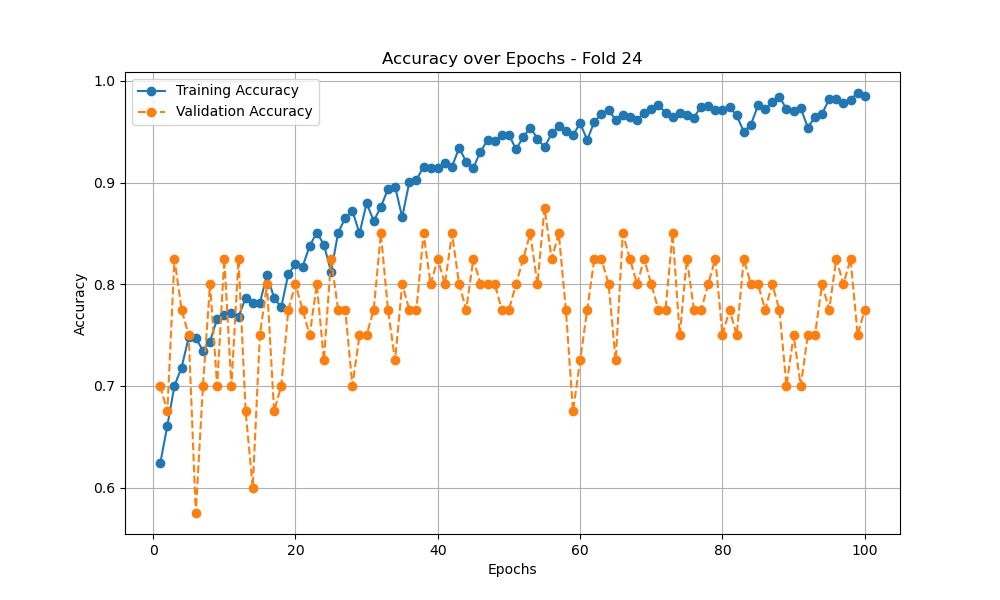 Accuracy over Epochs - Fold 24
Training Accuracy
Validation Accuracy
1.0
0.9
0.8
0.7
0.6
Accuracy
0 20 40 60 80 100
Epochs